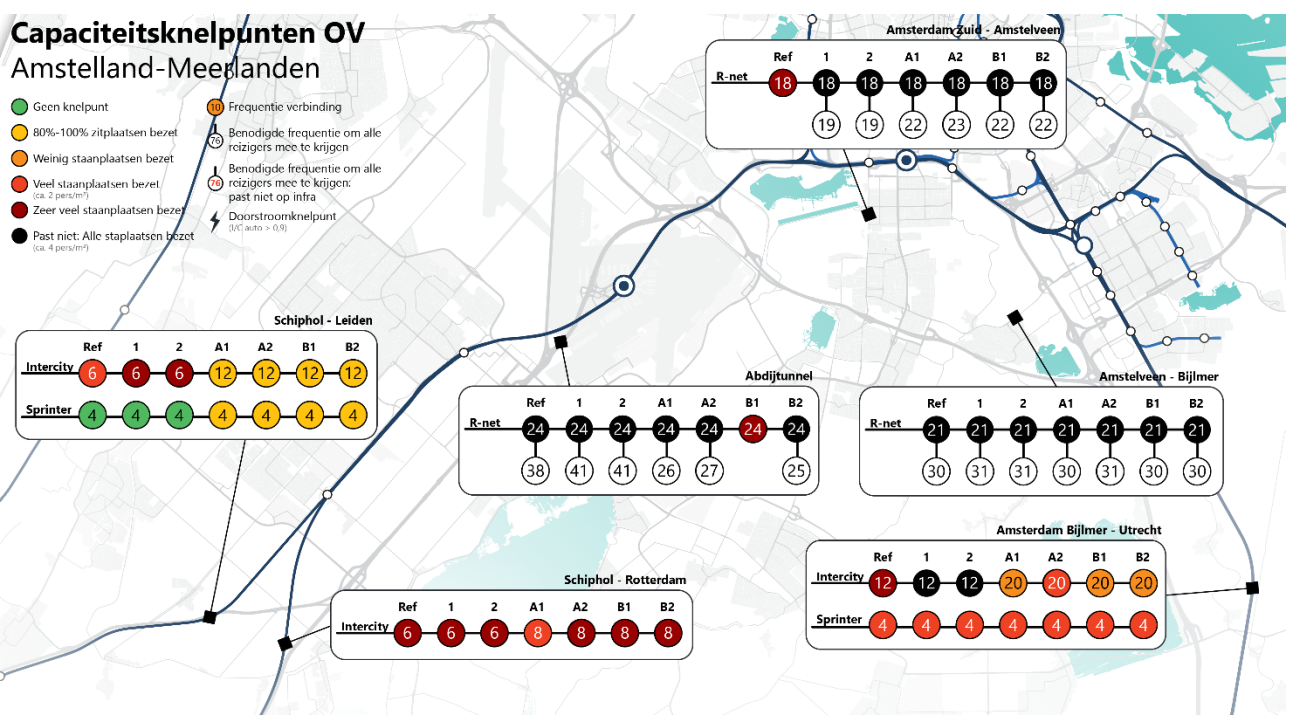 Capaciteitsknelpunten OV
Amstelland-Meerlanden
Geen knelpunt
80%-100% zitplaatsen bezet
Weinig staanplaatsen bezet
Veel staanplaatsen bezet
(ca. 2 pers/m²)
Zeer veel staanplaatsen bezet
Past niet: Alle staplaatsen bezet
(ca. 4 pers/m²)
10 Frequentie verbinding
76 Benodigde frequentie om alle
reizigers mee te krijgen
76 Benodigde frequentie om alle
reizigers mee te krijgen:
past niet op infra
Doorstroomknelpunt
(I/C auto > 0,9)
Amsterdam Zuid - Amstelveen
Ref 1 2 A1 A2 B1 B2
R-net 18 18 18 18 18 18 18
19 19 22 23 22 22
Schiphol - Leiden
Ref 1 2 A1 A2 B1 B2
Intercity 6 6 6 12 12 12 12
Sprinter 4 4 4 4 4 4 4
Abdijtunnel
Ref 1 2 A1 A2 B1 B2
R-net 24 24 24 24 24 24 24
38 41 41 26 27 25
Amstelveen - Bijlmer
Ref 1 2 A1 A2 B1 B2
R-net 21 21 21 21 21 21 21
30 31 31 30 31 30 30
Amsterdam Bijlmer - Utrecht
Ref 1 2 A1 A2 B1 B2
Intercity 12 12 12 20 20 20 20
Sprinter 4 4 4 4 4 4 4
Schiphol - Rotterdam
Ref 1 2 A1 A2 B1 B2
Intercity 6 6 6 8 8 8 8